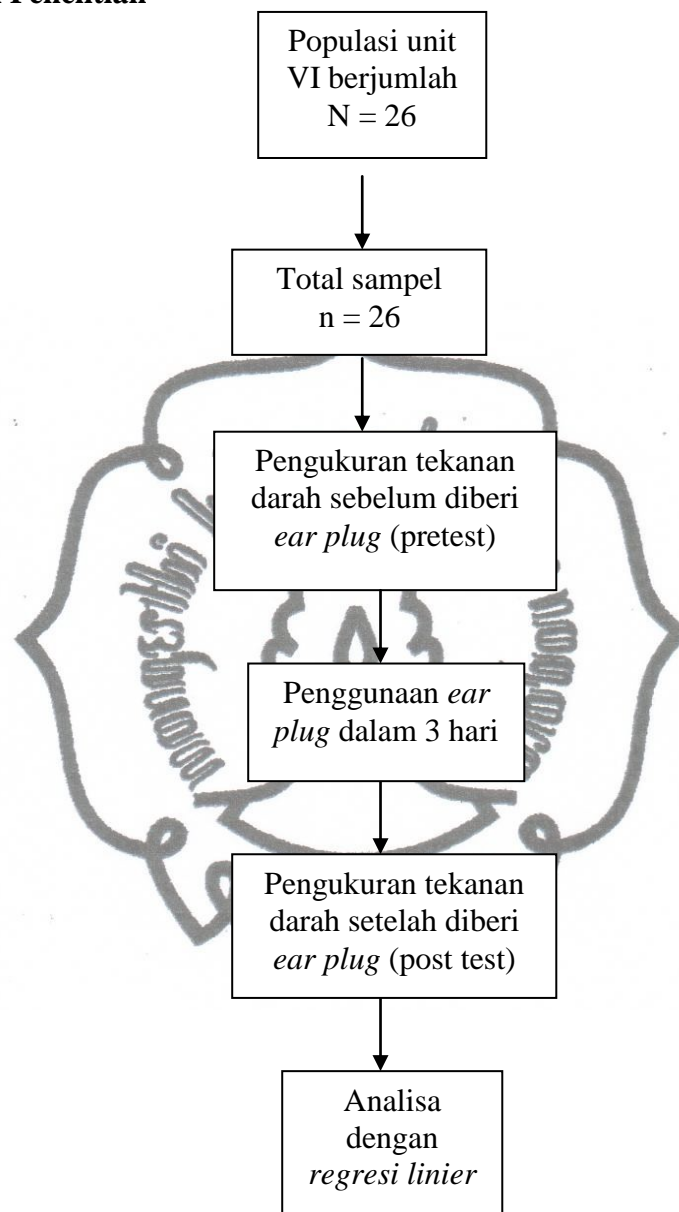 Populasi unit
VI berjumlah
N = 26
Total sampel
n = 26
Pengukuran tekanan
darah sebelum diberi
ear plug (pretest)
Penggunaan ear
plug dalam 3 hari
Pengukuran tekanan
darah setelah diberi
ear plug (post test)
Analisa
dengan
regresi linier